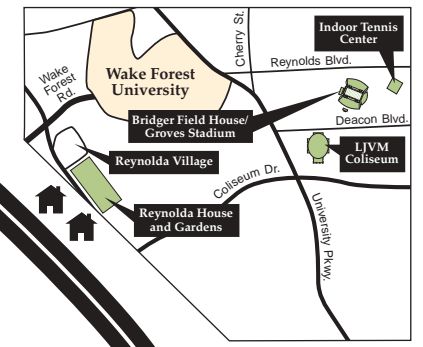 Indoor Tennis
Center
Cherry St.
Reynolds Blvd.
Wake
Forest
Rd.
Wake Forest
University
Bridger Field House/
Groves Stadium
Deacon Blvd.
LJVM
Coliseum
Reynolda Village
Coliseum Dr.
Reynolda House
and Gardens
University Pkwy.